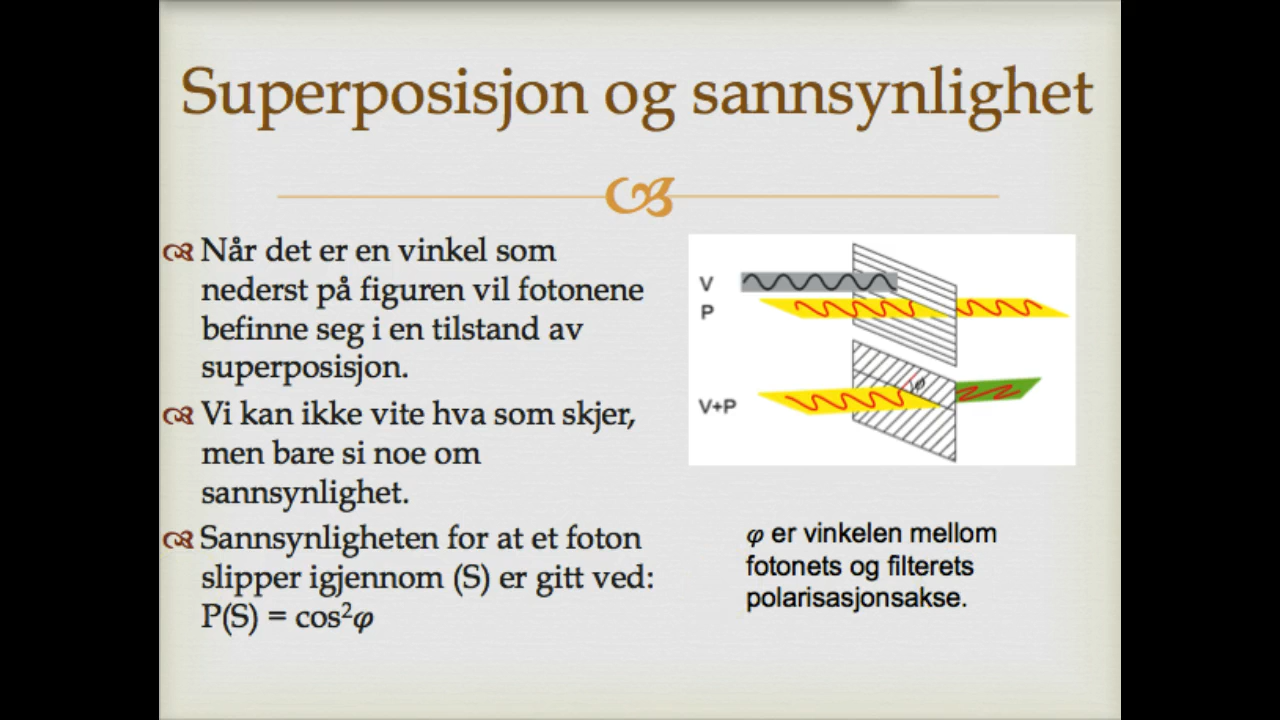 Superposisjon og sannsynlighet
Når det er en vinkel som
nederst på figuren vil fotonene
befinne seg i en tilstand av
superposisjon.
Vi kan ikke vite hva som skjer,
men bare si noe om
sannsynlighet.
Sannsynligheten for at et foton
slipper igjennom (S) er gitt ved:
P(S) = cos²φ
V
P
φ
V+P
φ er vinkelen mellom
fotonets og filterets
polarisasjonsakse.